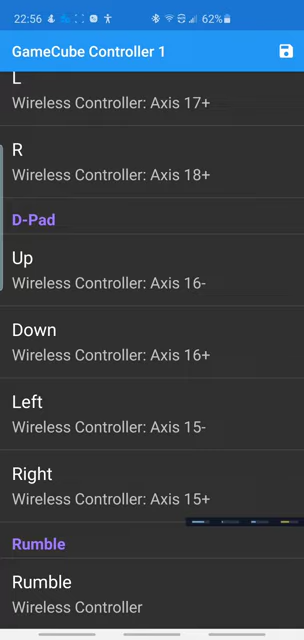 22:56 62%
GameCube Controller 1
L
Wireless Controller: Axis 17+
R
Wireless Controller: Axis 18+
D-Pad
Up
Wireless Controller: Axis 16-
Down
Wireless Controller: Axis 16+
Left
Wireless Controller: Axis 15-
Right
Wireless Controller: Axis 15+
Rumble
Rumble
Wireless Controller